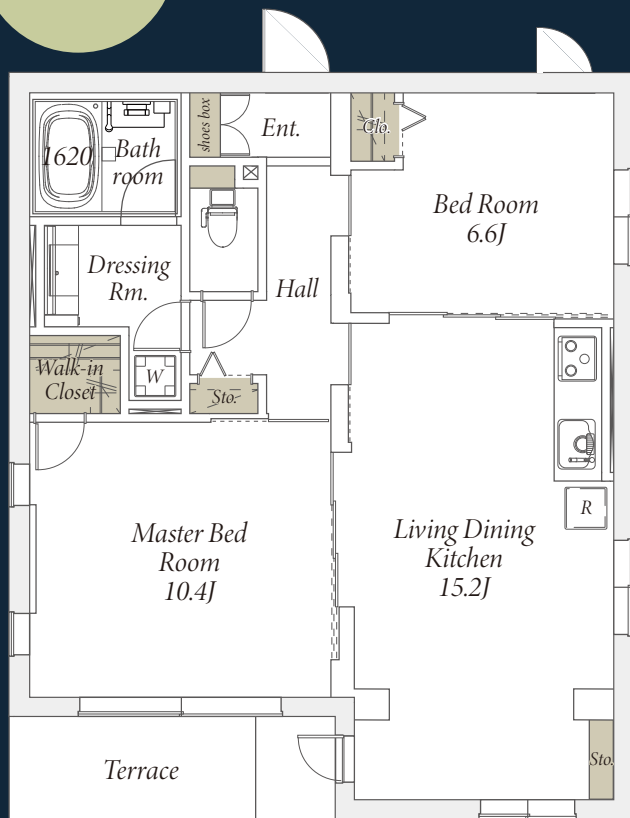 shoes box
Ent.
Clo.
1620
Bath
room
Bed Room
6.6J
Dressing
Rm.
Hall
Walk-in
Closet
W
Sto.
R
Master Bed
Room
10.4J
Living Dining
Kitchen
15.2J
Sto.
Terrace